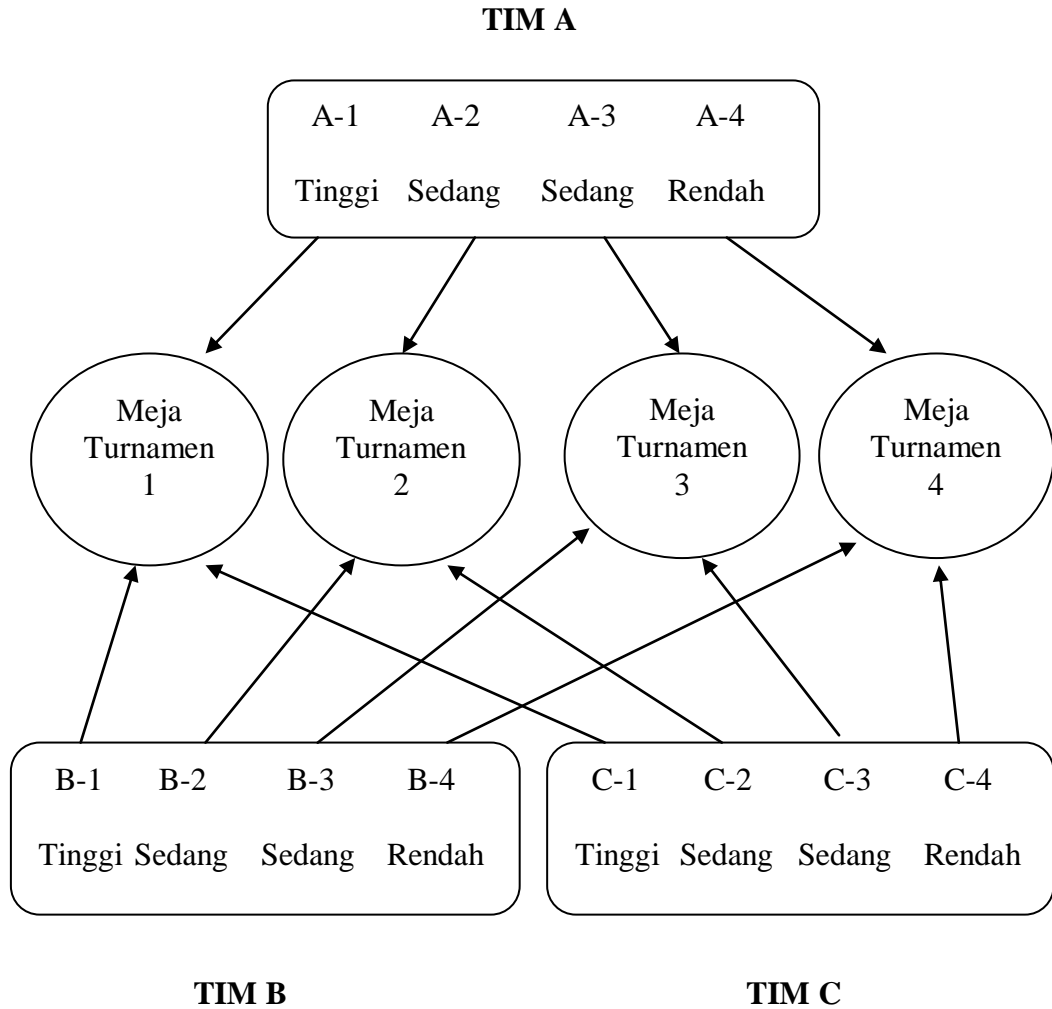 TIM A
A-1 A-2 A-3 A-4
Tinggi Sedang Sedang Rendah
Meja
Turnamen
1
Meja
Turnamen
2
Meja
Turnamen
3
Meja
Turnamen
4
B-1 B-2 B-3 B-4
Tinggi Sedang Sedang Rendah
C-1 C-2 C-3 C-4
Tinggi Sedang Sedang Rendah
TIM B
TIM C